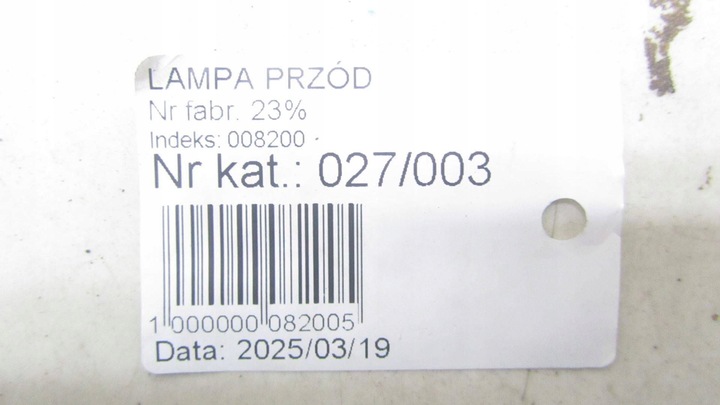 LAMPA PRZÓD
Nr fabr. 23%
Indeks: 008200
Nr kat.: 027/003
1 000000 082005
Data: 2025/03/19